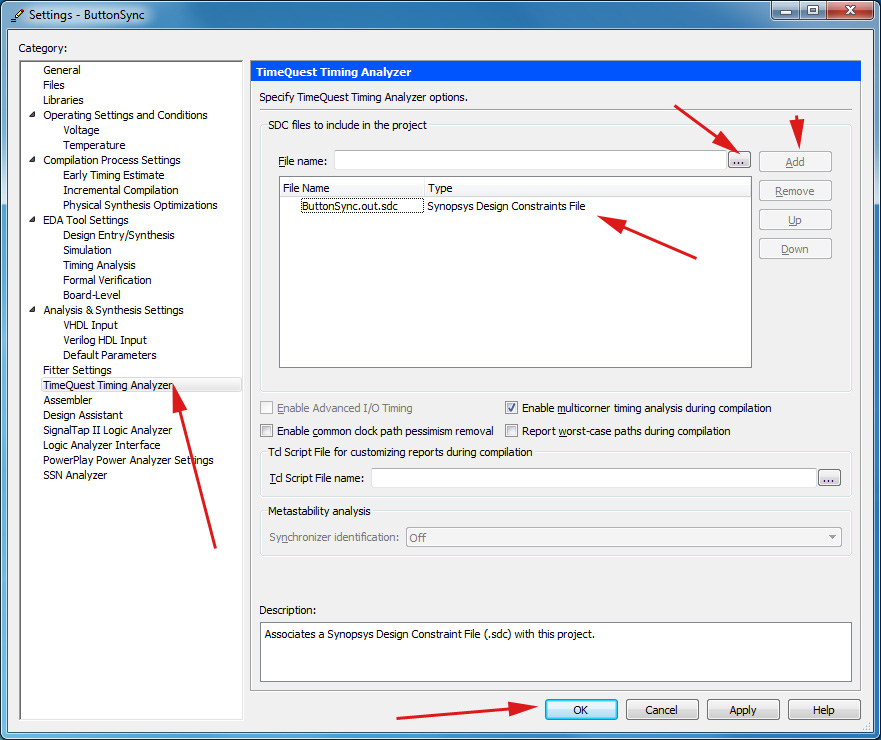 Settings - ButtonSync
Category:
General
Files
Libraries
Operating Settings and Conditions
Voltage
Temperature
Compilation Process Settings
Early Timing Estimate
Incremental Compilation
Physical Synthesis Optimizations
EDA Tool Settings
Design Entry/Synthesis
Simulation
Timing Analysis
Formal Verification
Board-Level
Analysis & Synthesis Settings
VHDL Input
Verilog HDL Input
Default Parameters
Fitter Settings
TimeQuest Timing Analyzer
Assembler
Design Assistant
SignalTap II Logic Analyzer
Logic Analyzer Interface
PowerPlay Power Analyzer Settings
SSN Analyzer
TimeQuest Timing Analyzer
Specify TimeQuest Timing Analyzer options.
SDC files to include in the project
File name: ... Add
File Name Type
ButtonSync.out.sdc Synopsys Design Constraints File
Remove
Up
Down
Enable Advanced I/O Timing Enable multicorner timing analysis during compilation
Enable common clock path pessimism removal Report worst-case paths during compilation
Tcl Script File for customizing reports during compilation
Tcl Script File name: ...
Metastability analysis
Synchronizer identification: Off
Description:
Associates a Synopsys Design Constraint File (.sdc) with this project.
OK Cancel Apply Help